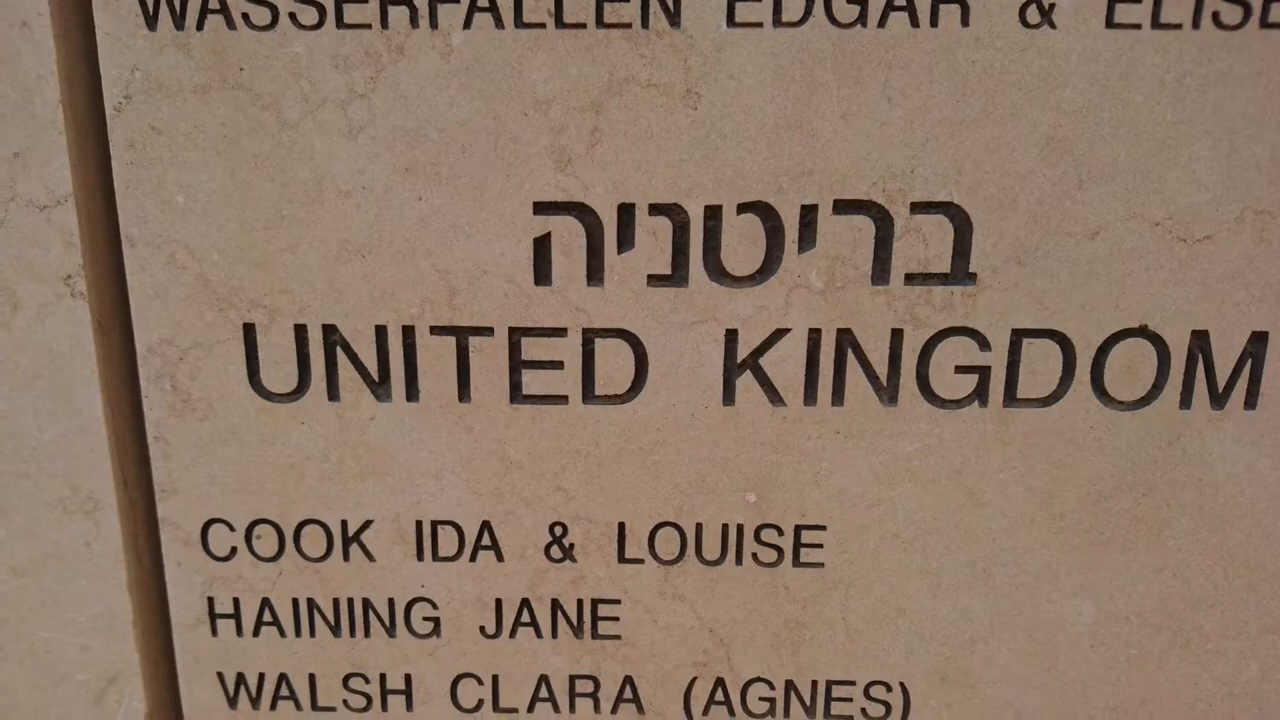 WASSERFALLEN EDGAR & ELISE
בריטניה
UNITED KINGDOM
COOK IDA & LOUISE
HAINING JANE
WALSH CLARA (AGNES)